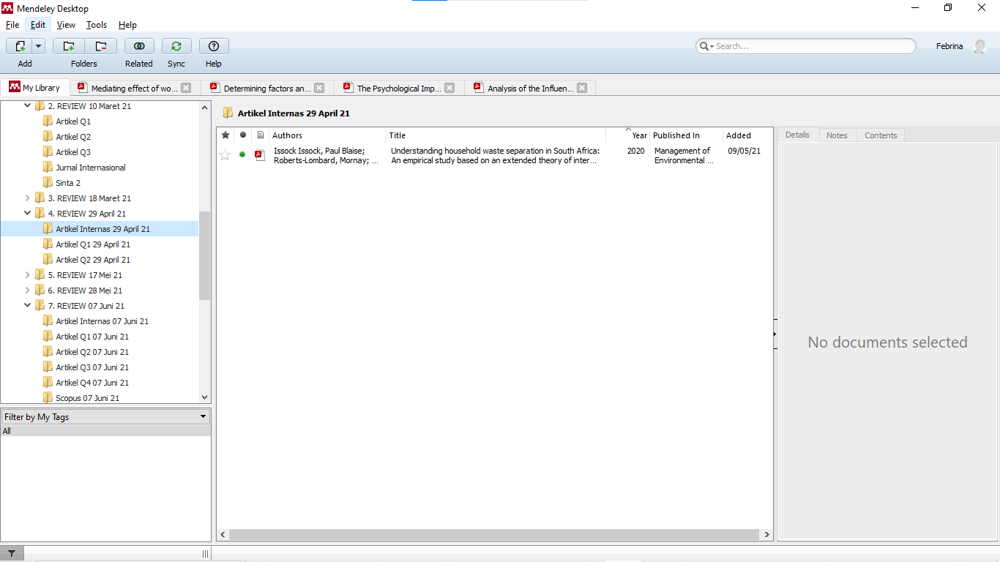 Mendeley Desktop
File Edit View Tools Help
Search...
Febrina
Add Folders Related Sync Help
My Library
Mediating effect of wo...
Determining factors an...
The Psychological Imp...
Analysis of the Influen...
2. REVIEW 10 Maret 21
Artikel Q1
Artikel Q2
Artikel Q3
Jurnal Internasional
Sinta 2
3. REVIEW 18 Maret 21
4. REVIEW 29 April 21
Artikel Internas 29 April 21
Artikel Q1 29 April 21
Artikel Q2 29 April 21
5. REVIEW 17 Mei 21
6. REVIEW 28 Mei 21
7. REVIEW 07 Juni 21
Artikel Internas 07 Juni 21
Artikel Q1 07 Juni 21
Artikel Q2 07 Juni 21
Artikel Q3 07 Juni 21
Artikel Q4 07 Juni 21
Scopus 07 Juni 21
Filter by My Tags
All
Artikel Internas 29 April 21
Authors Title Year Published In Added
Issock Issock, Paul Blaise; Understanding household waste separation in South Africa: 2020 Management of 09/05/21
Roberts-Lombard, Mornay; ... An empirical study based on an extended theory of inter... Environmental ...
Details Notes Contents
No documents selected